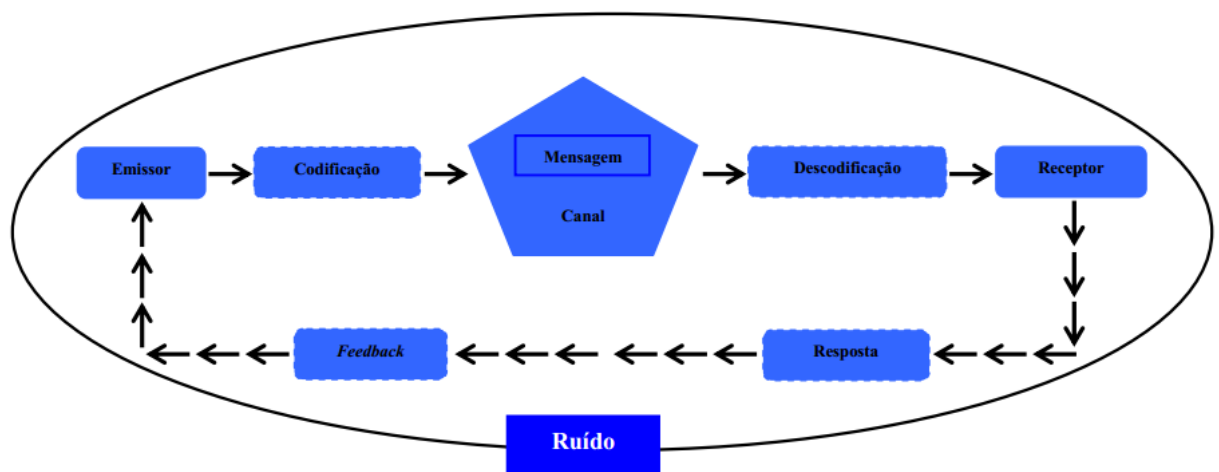 Emissor
Codificação
Mensagem
Canal
Descodificação
Receptor
Feedback
Resposta
Ruído